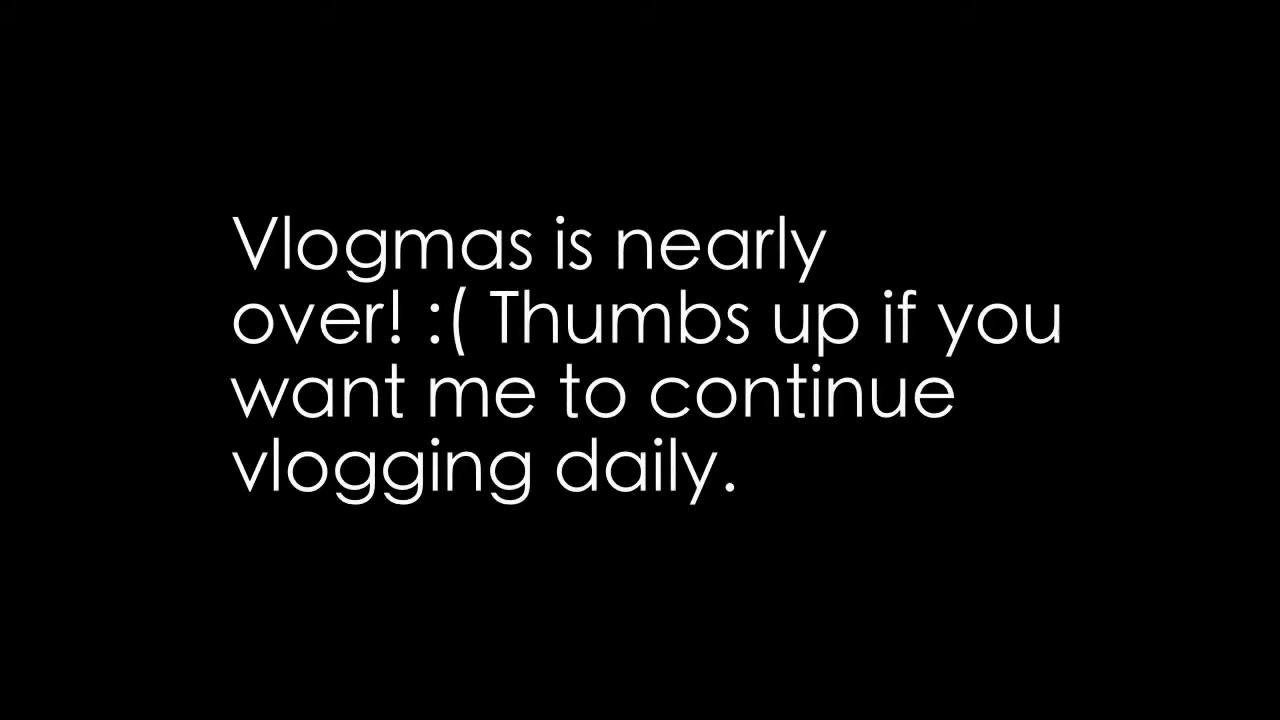 Vlogmas is nearly
over! :( Thumbs up if you
want me to continue
vlogging daily.